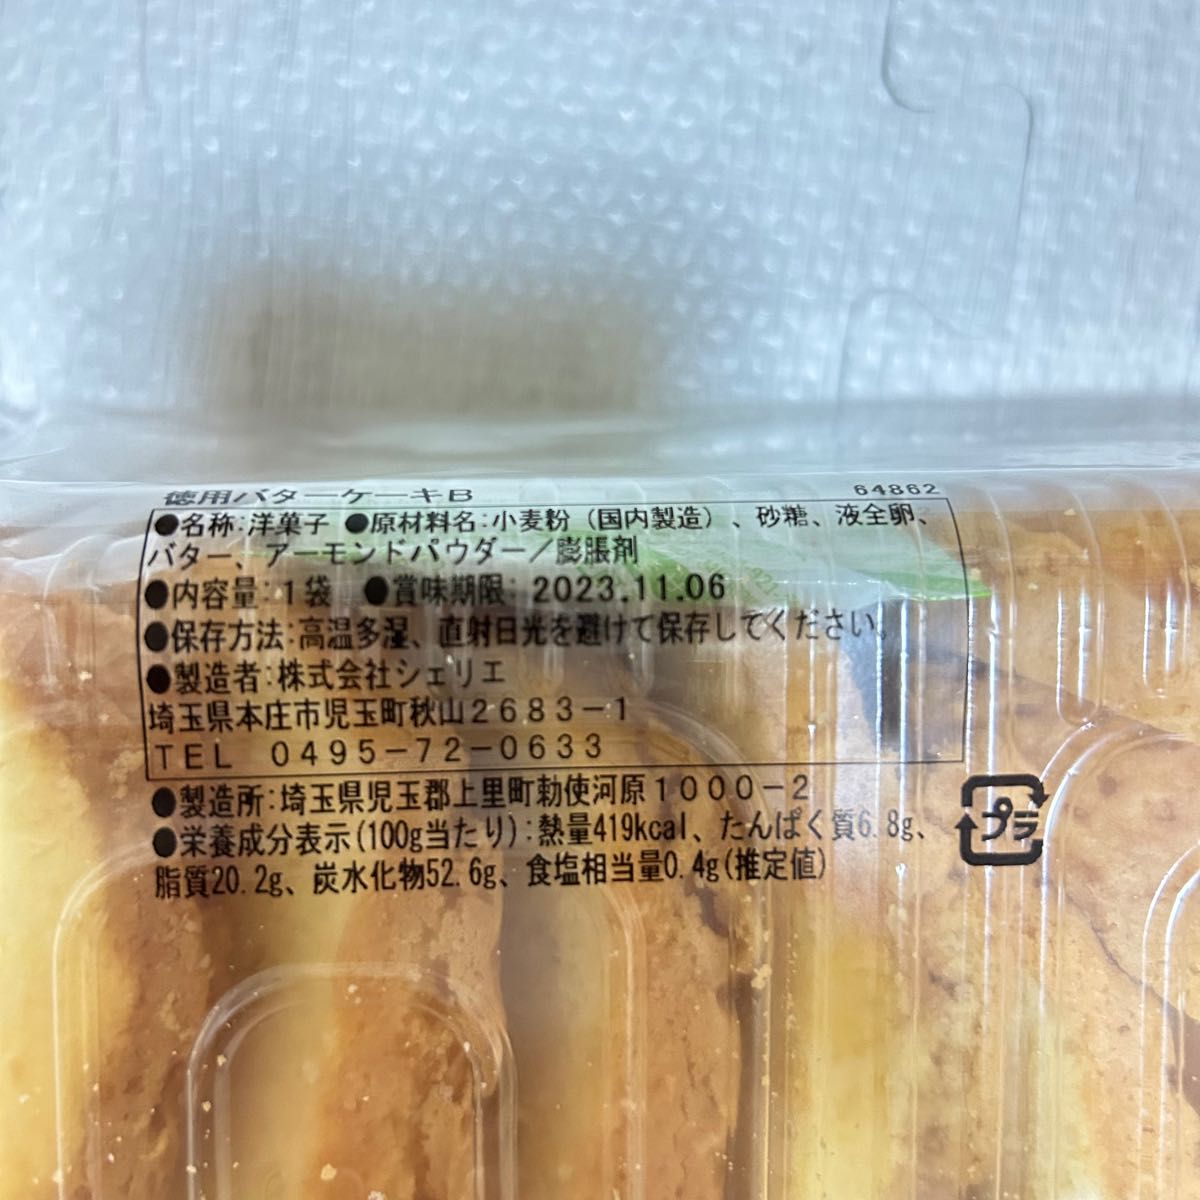 徳用バターケーキB 64862
●名称:洋菓子 ●原材料名:小麦粉(国内製造)、砂糖、液全卵、
バター、アーモンドパウダー/膨脹剤
●内容量:1袋 ●賞味期限 2023.11.06
●保存方法:高温多湿、直射日光を避けて保存してください。
●製造者:株式会社シェリエ
埼玉県本庄市児玉町秋山2683-1
TEL 0495-72-0633
●製造所:埼玉県児玉郡上里町勅使河原1000-2
●栄養成分表示(100g当たり):熱量419kcal、たんぱく質6.8g、
脂質20.2g、炭水化物52.6g、食塩相当量0.4g(推定値)
プラ